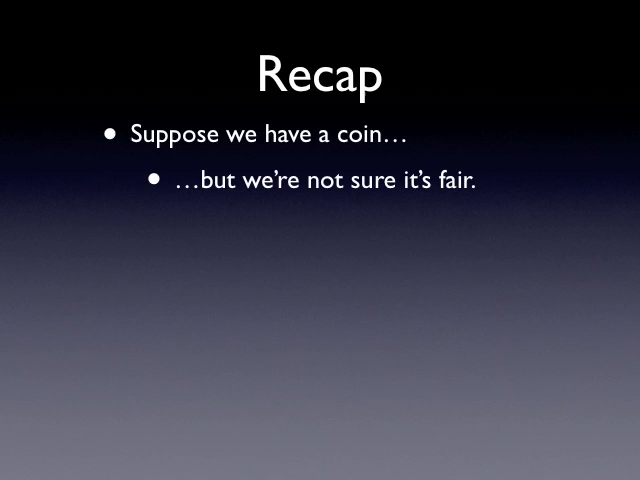 Recap
• Suppose we have a coin…
• …but we’re not sure it’s fair.